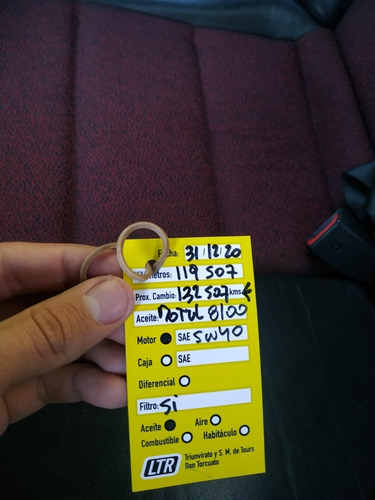 Fecha: 31/12/20
Kilómetros: 119 507
Prox. Cambio: 132 507 kms
Aceite: MOTUL 8100
Motor SAE 5W40
Caja SAE
Diferencial
Filtro: Si
Aceite Aire
Combustible Habitáculo
LTR Triunvirato y S. M. de Tours
Don Torcuato